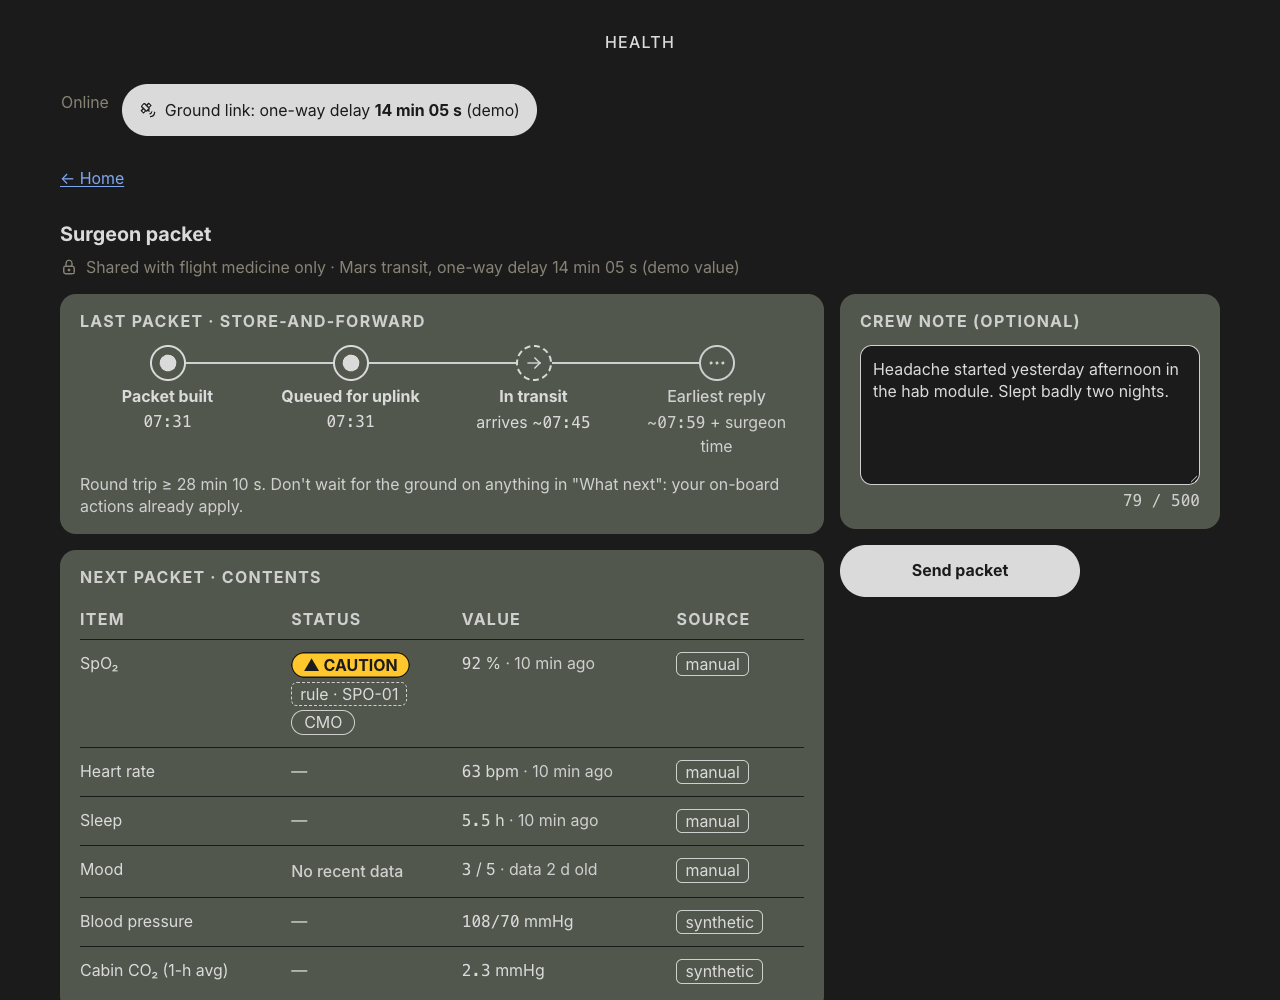 HEALTH
Online
Ground link: one-way delay 14 min 05 s (demo)
← Home
Surgeon packet
Shared with flight medicine only · Mars transit, one-way delay 14 min 05 s (demo value)
LAST PACKET · STORE-AND-FORWARD
Packet built
07:31
Queued for uplink
07:31
In transit
arrives ~07:45
Earliest reply
~07:59 + surgeon
time
Round trip ≥ 28 min 10 s. Don't wait for the ground on anything in "What next": your on-board
actions already apply.
CREW NOTE (OPTIONAL)
Headache started yesterday afternoon in
the hab module. Slept badly two nights.
79 / 500
Send packet
NEXT PACKET · CONTENTS
ITEM STATUS VALUE SOURCE
SpO₂ ▲ CAUTION 92 % · 10 min ago manual
rule · SPO-01
CMO
Heart rate — 63 bpm · 10 min ago manual
Sleep — 5.5 h · 10 min ago manual
Mood No recent data 3 / 5 · data 2 d old manual
Blood pressure — 108/70 mmHg synthetic
Cabin CO₂ (1-h avg) — 2.3 mmHg synthetic